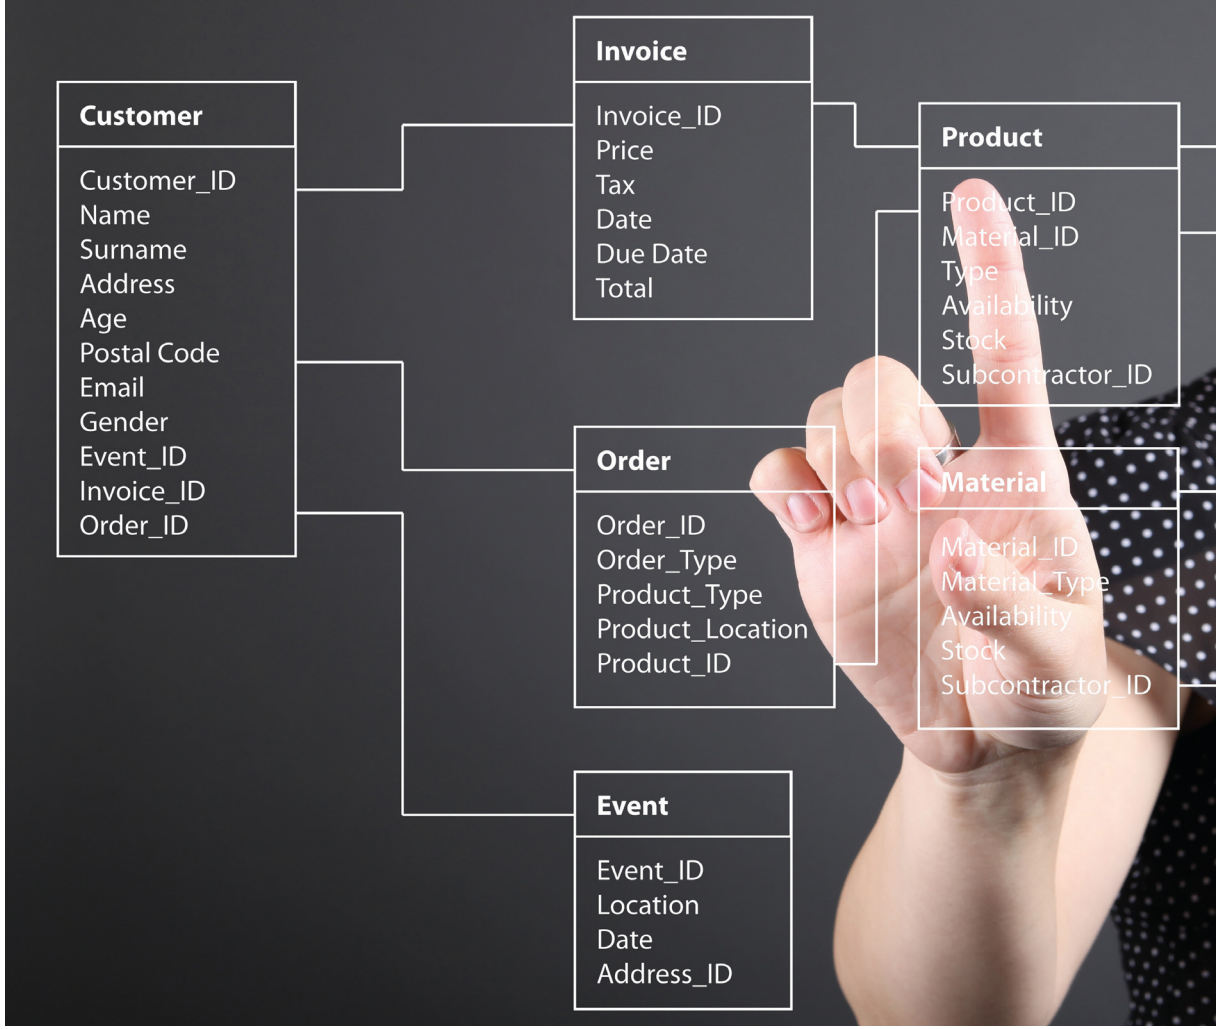 Customer
Customer_ID
Name
Surname
Address
Age
Postal Code
Email
Gender
Event_ID
Invoice_ID
Order_ID
Invoice
Invoice_ID
Price
Tax
Date
Due Date
Total
Order
Order_ID
Order_Type
Product_Type
Product_Location
Product_ID
Event
Event_ID
Location
Date
Address_ID
Product
Product_ID
Material_ID
Type
Availability
Stock
Subcontractor_ID
Material
Material_ID
Material_Type
Availability
Stock
Subcontractor_ID